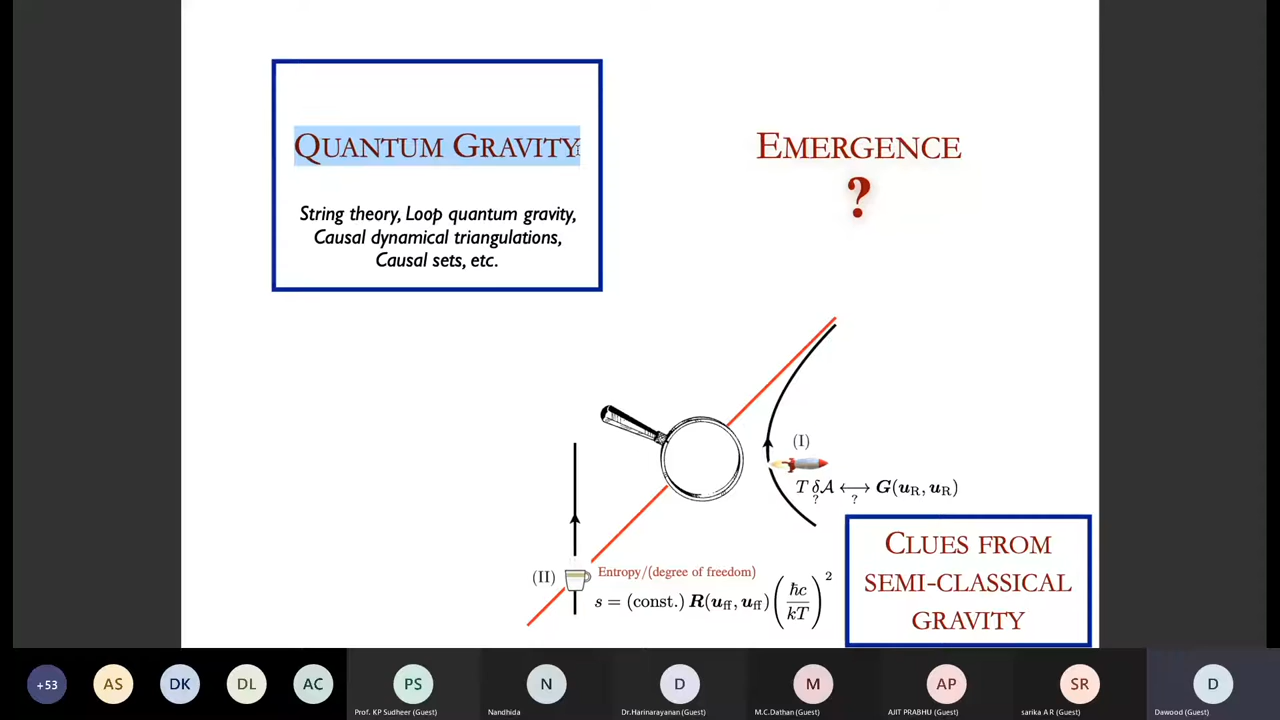 QUANTUM GRAVITY
String theory, Loop quantum gravity,
Causal dynamical triangulations,
Causal sets, etc.
EMERGENCE
?
(I)
T δA ⟷ G(u_R, u_R)
? ?
(II)
Entropy/(degree of freedom)
s = (const.) R(u_ff, u_ff) (ħc/kT)^2
CLUES FROM
SEMI-CLASSICAL
GRAVITY
+53
AS
DK
DL
AC
PS
N
D
M
AP
SR
D
Prof. KP Sudheer (Guest)
Nandhida
Dr.Harinarayanan (Guest)
M.C.Dathan (Guest)
AJIT PRABHU (Guest)
sarika A R (Guest)
Dawood (Guest)